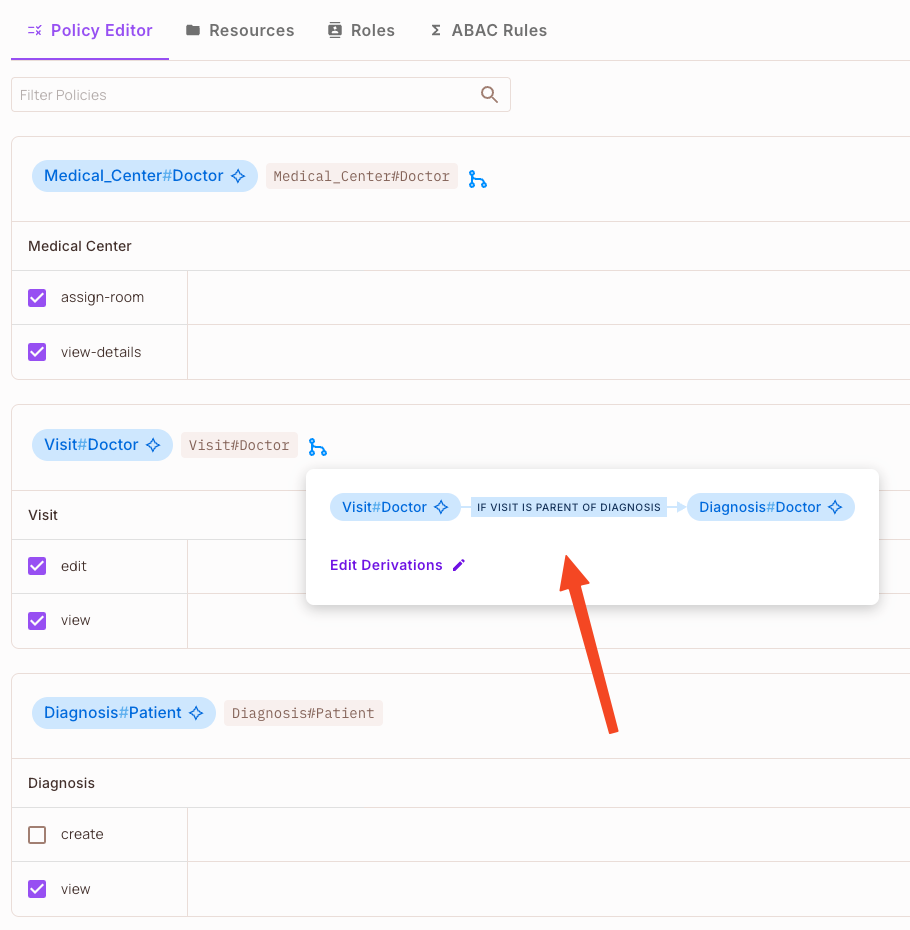 Policy Editor Resources Roles ABAC Rules
Filter Policies
Medical_Center#Doctor Medical_Center#Doctor
Medical Center
assign-room
view-details
Visit#Doctor Visit#Doctor
Visit#Doctor IF VISIT IS PARENT OF DIAGNOSIS Diagnosis#Doctor
Visit
Edit Derivations
edit
view
Diagnosis#Patient Diagnosis#Patient
Diagnosis
create
view